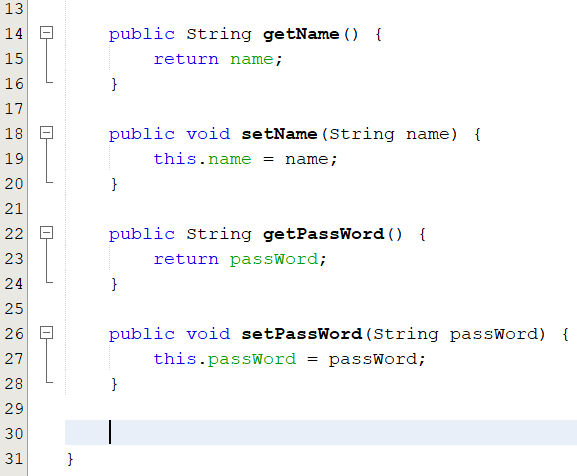 13
14 public String getName() {
15 return name;
16 }
17
18 public void setName(String name) {
19 this.name = name;
20 }
21
22 public String getPassWord() {
23 return passWord;
24 }
25
26 public void setPassWord(String passWord) {
27 this.passWord = passWord;
28 }
29
30
31 }